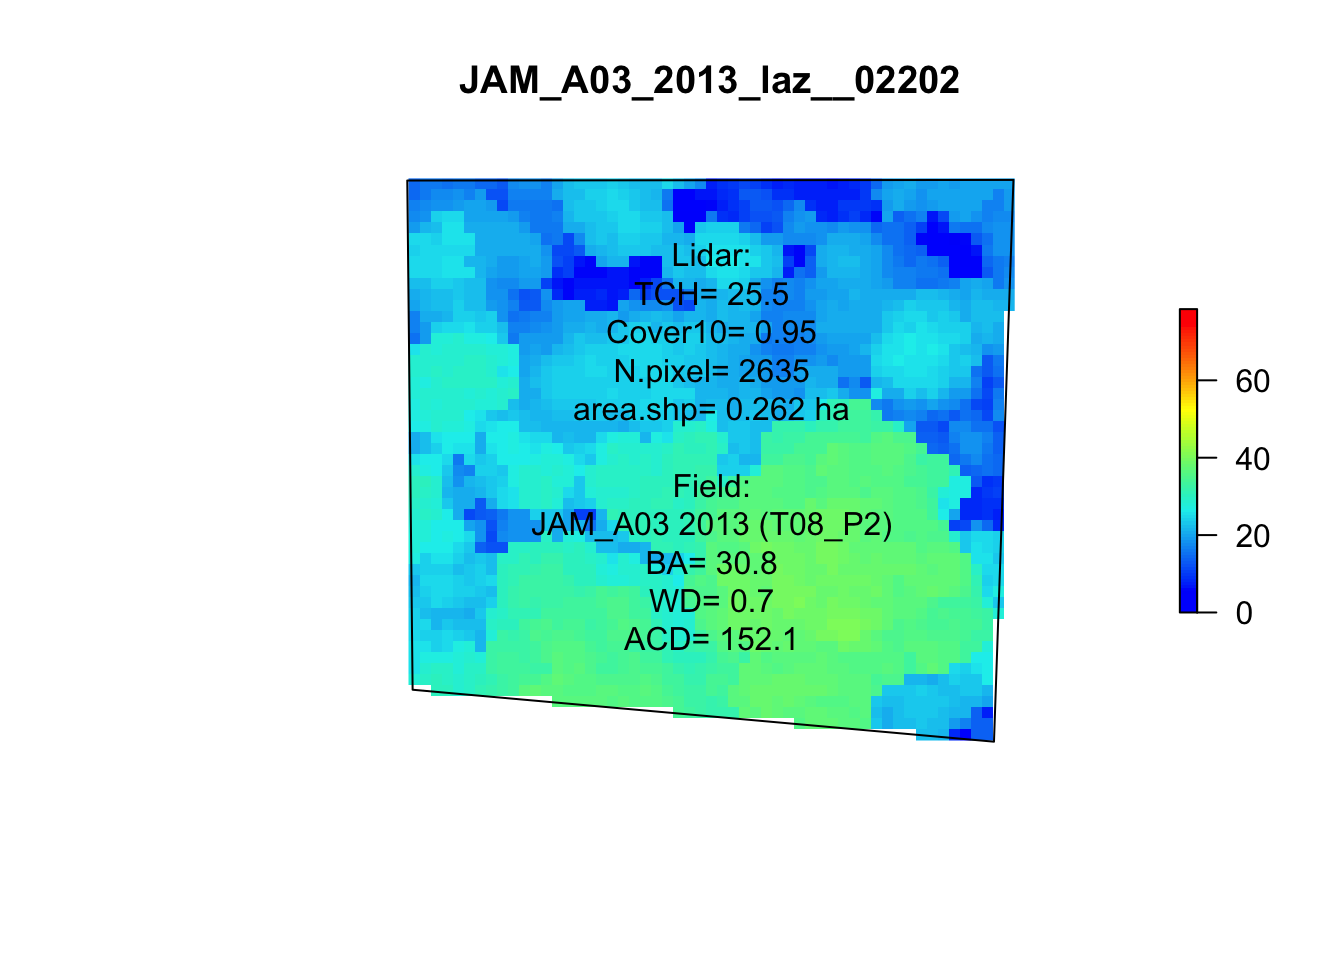 JAM_A03_2013_laz__02202
Lidar:
TCH= 25.5
Cover10= 0.95
N.pixel= 2635
area.shp= 0.262 ha
Field:
JAM_A03 2013 (T08_P2)
BA= 30.8
WD= 0.7
ACD= 152.1
60
40
20
0